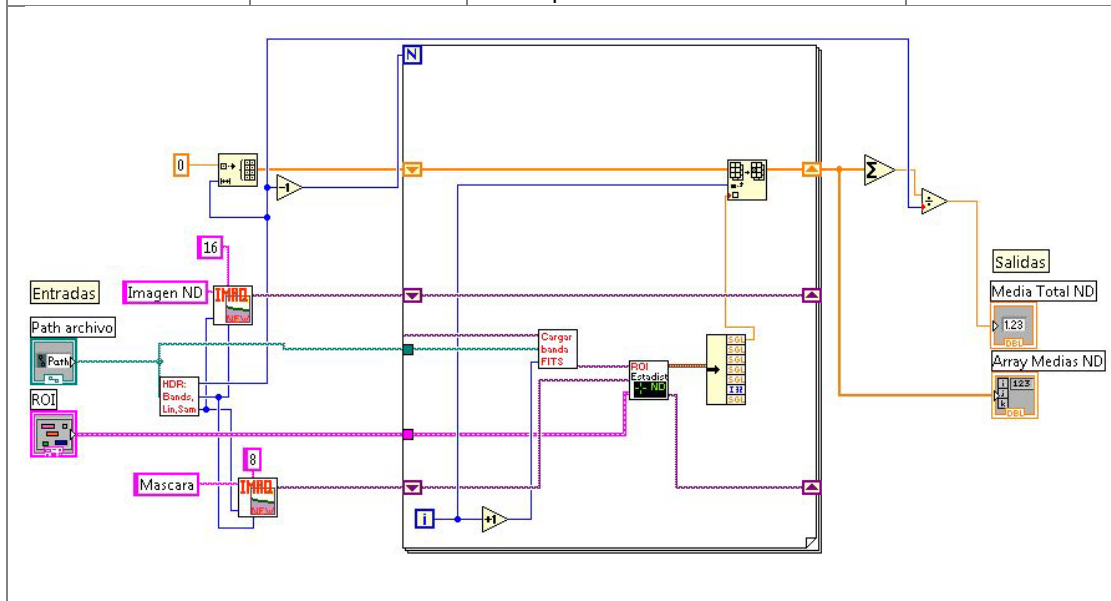 N
0
-1
16
Imagen ND
IMAQ
NEW
Entradas
Path archivo
Path
HDR:
Bands,
Lin,Sam
ROI
Mascara
8
IMAQ
NEW
i
+1
Cargar
banda
FITS
ROI
Estadist
ND
SGL
SGL
SGL
SGL
SGL
I32
SGL
Σ
÷
Salidas
Media Total ND
1.23
DBL
Array Medias ND
i
j
k
123
DBL